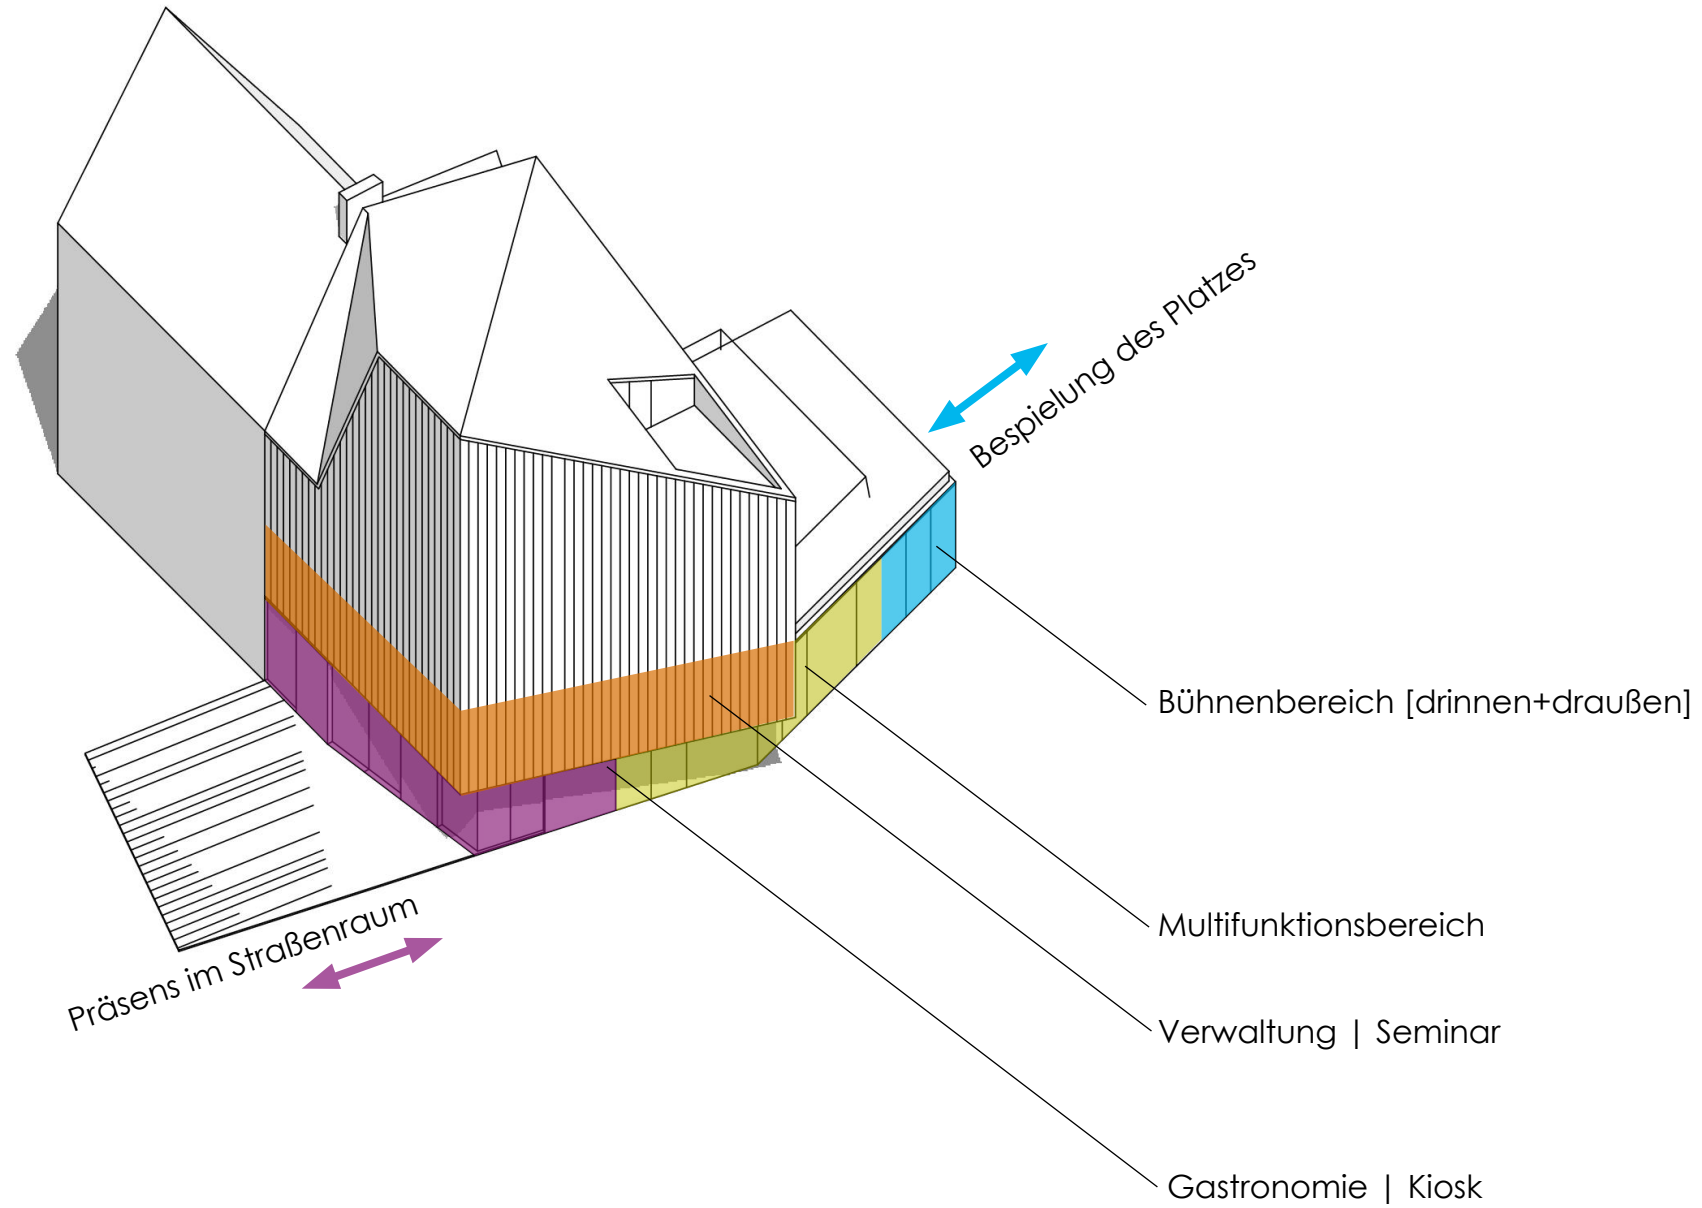 Bespielung des Platzes
Bühnenbereich [drinnen+draußen]
Präsens im Straßenraum
Multifunktionsbereich
Verwaltung | Seminar
Gastronomie | Kiosk